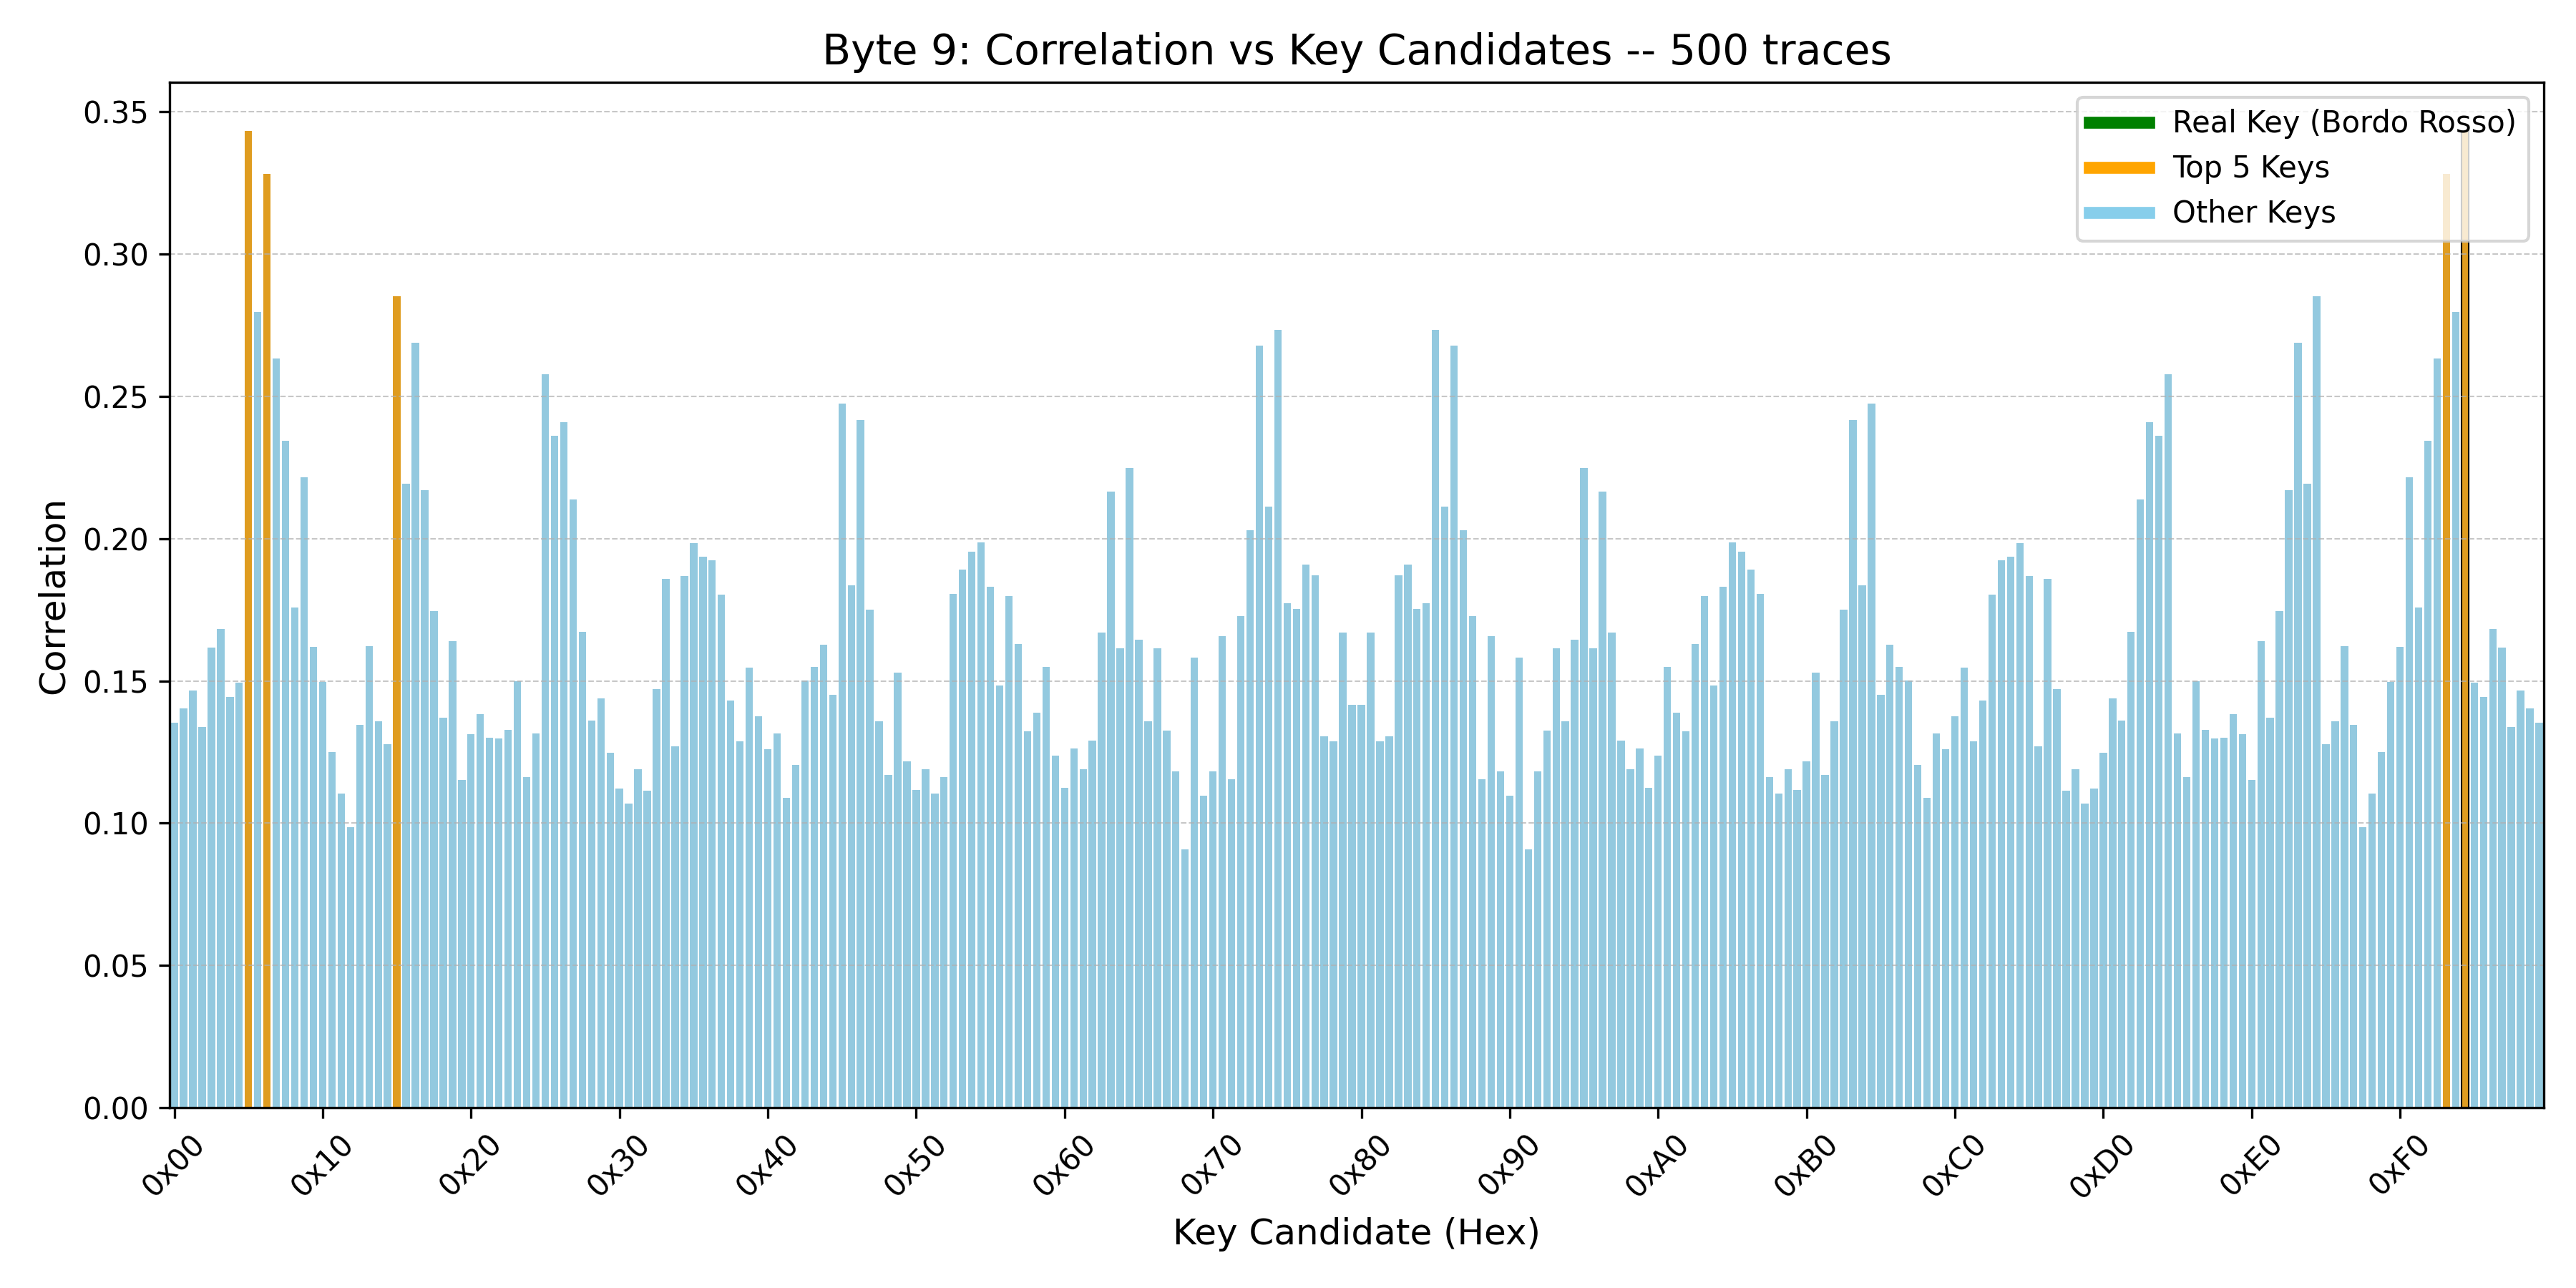 Byte 9: Correlation vs Key Candidates -- 500 traces
Real Key (Bordo Rosso)
Top 5 Keys
Other Keys
Correlation
0.35
0.30
0.25
0.20
0.15
0.10
0.05
0.00
0x00 0x10 0x20 0x30 0x40 0x50 0x60 0x70 0x80 0x90 0xA0 0xB0 0xC0 0xD0 0xE0 0xF0
Key Candidate (Hex)